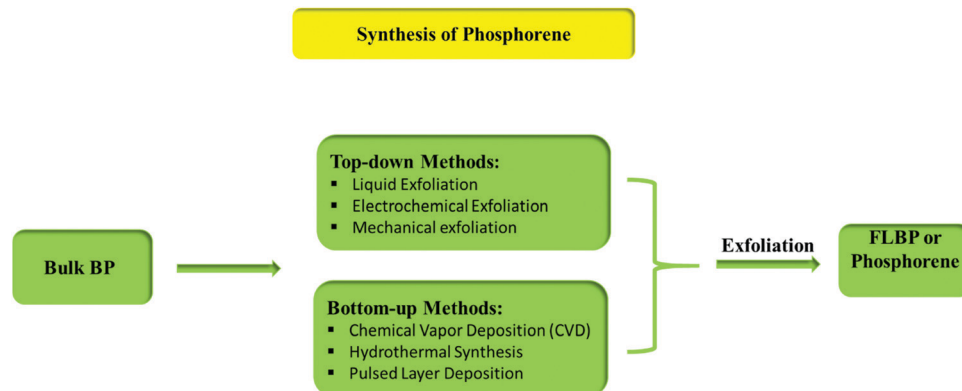 Synthesis of Phosphorene
Bulk BP
Top-down Methods:
▪ Liquid Exfoliation
▪ Electrochemical Exfoliation
▪ Mechanical exfoliation
Bottom-up Methods:
▪ Chemical Vapor Deposition (CVD)
▪ Hydrothermal Synthesis
▪ Pulsed Layer Deposition
Exfoliation
FLBP or
Phosphorene